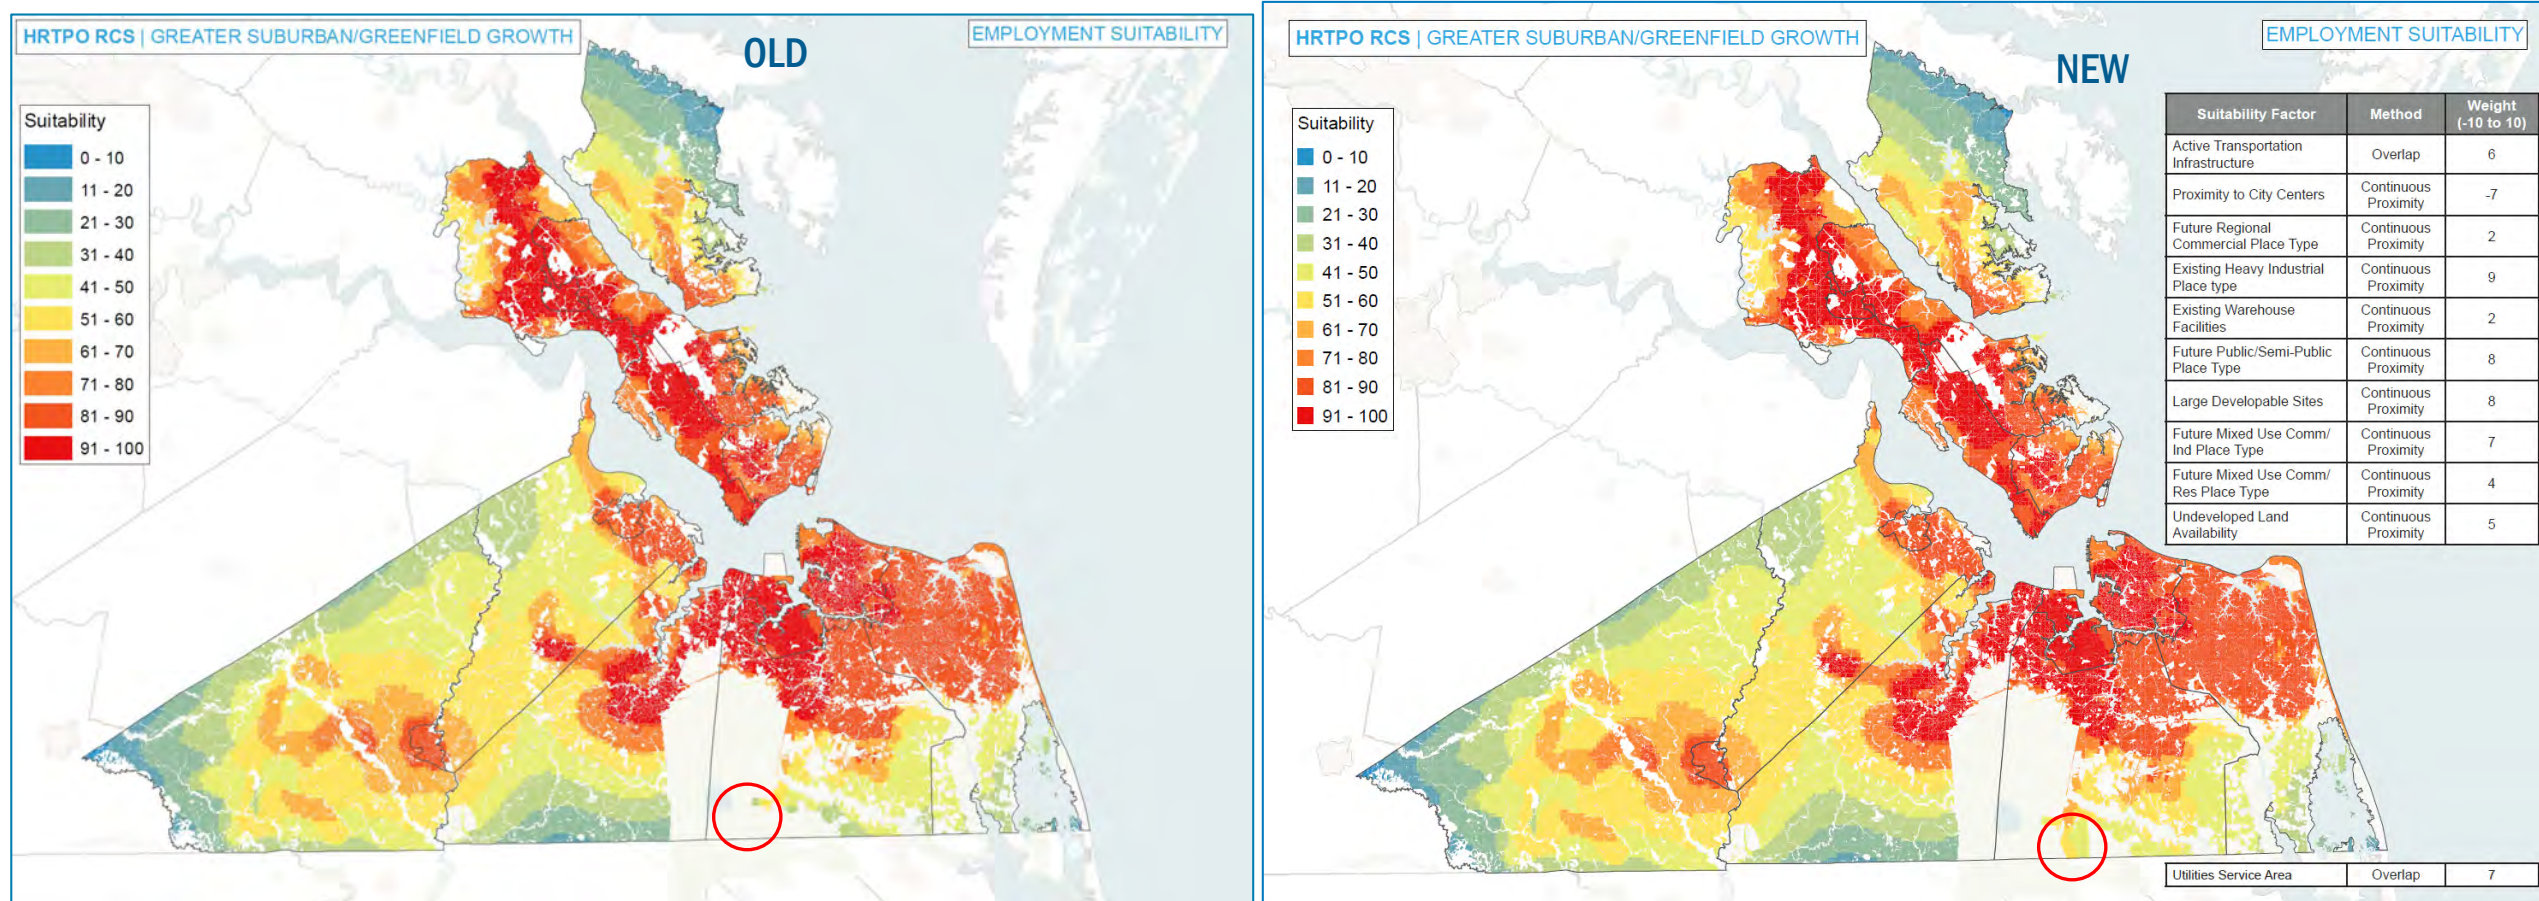 HRTPO RCS | GREATER SUBURBAN/GREENFIELD GROWTH
OLD
EMPLOYMENT SUITABILITY
Suitability
0 - 10
11 - 20
21 - 30
31 - 40
41 - 50
51 - 60
61 - 70
71 - 80
81 - 90
91 - 100
HRTPO RCS | GREATER SUBURBAN/GREENFIELD GROWTH
NEW
EMPLOYMENT SUITABILITY
Suitability
0 - 10
11 - 20
21 - 30
31 - 40
41 - 50
51 - 60
61 - 70
71 - 80
81 - 90
91 - 100
Suitability Factor Method Weight
(-10 to 10)
Active Transportation
Infrastructure Overlap 6
Proximity to City Centers Continuous
Proximity -7
Future Regional
Commercial Place Type Continuous
Proximity 2
Existing Heavy Industrial
Place type Continuous
Proximity 9
Existing Warehouse
Facilities Continuous
Proximity 2
Future Public/Semi-Public
Place Type Continuous
Proximity 8
Large Developable Sites Continuous
Proximity 8
Future Mixed Use Comm/
Ind Place Type Continuous
Proximity 7
Future Mixed Use Comm/
Res Place Type Continuous
Proximity 4
Undeveloped Land
Availability Continuous
Proximity 5
Utilities Service Area Overlap 7